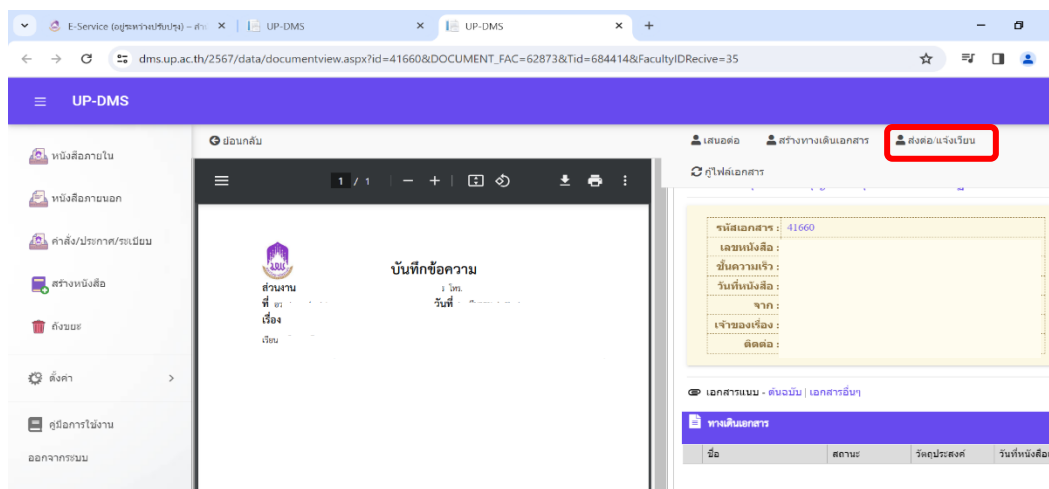 E-Service (อยู่ระหว่างปรับปรุง) – สำ
UP-DMS
UP-DMS
dms.up.ac.th/2567/data/documentview.aspx?id=41660&DOCUMENT_FAC=62873&Tid=684414&FacultyIDRecive=35
UP-DMS
หนังสือภายใน
หนังสือภายนอก
คำสั่ง/ประกาศ/ระเบียบ
สร้างหนังสือ
ถังขยะ
ตั้งค่า
คู่มือการใช้งาน
ออกจากระบบ
ย้อนกลับ
1 / 1
บันทึกข้อความ
ส่วนงาน
โทร.
ที่
วันที่
เรื่อง
เรียน
เสนอต่อ
สร้างทางเดินเอกสาร
ส่งต่อ/แจ้งเวียน
กู้ไฟล์เอกสาร
รหัสเอกสาร : 41660
เลขหนังสือ :
ชั้นความเร็ว :
วันที่หนังสือ :
จาก :
เจ้าของเรื่อง :
ติดต่อ :
เอกสารแนบ - ต้นฉบับ | เอกสารอื่นๆ
ทางเดินเอกสาร
ชื่อ สถานะ วัตถุประสงค์ วันที่หนังสือ